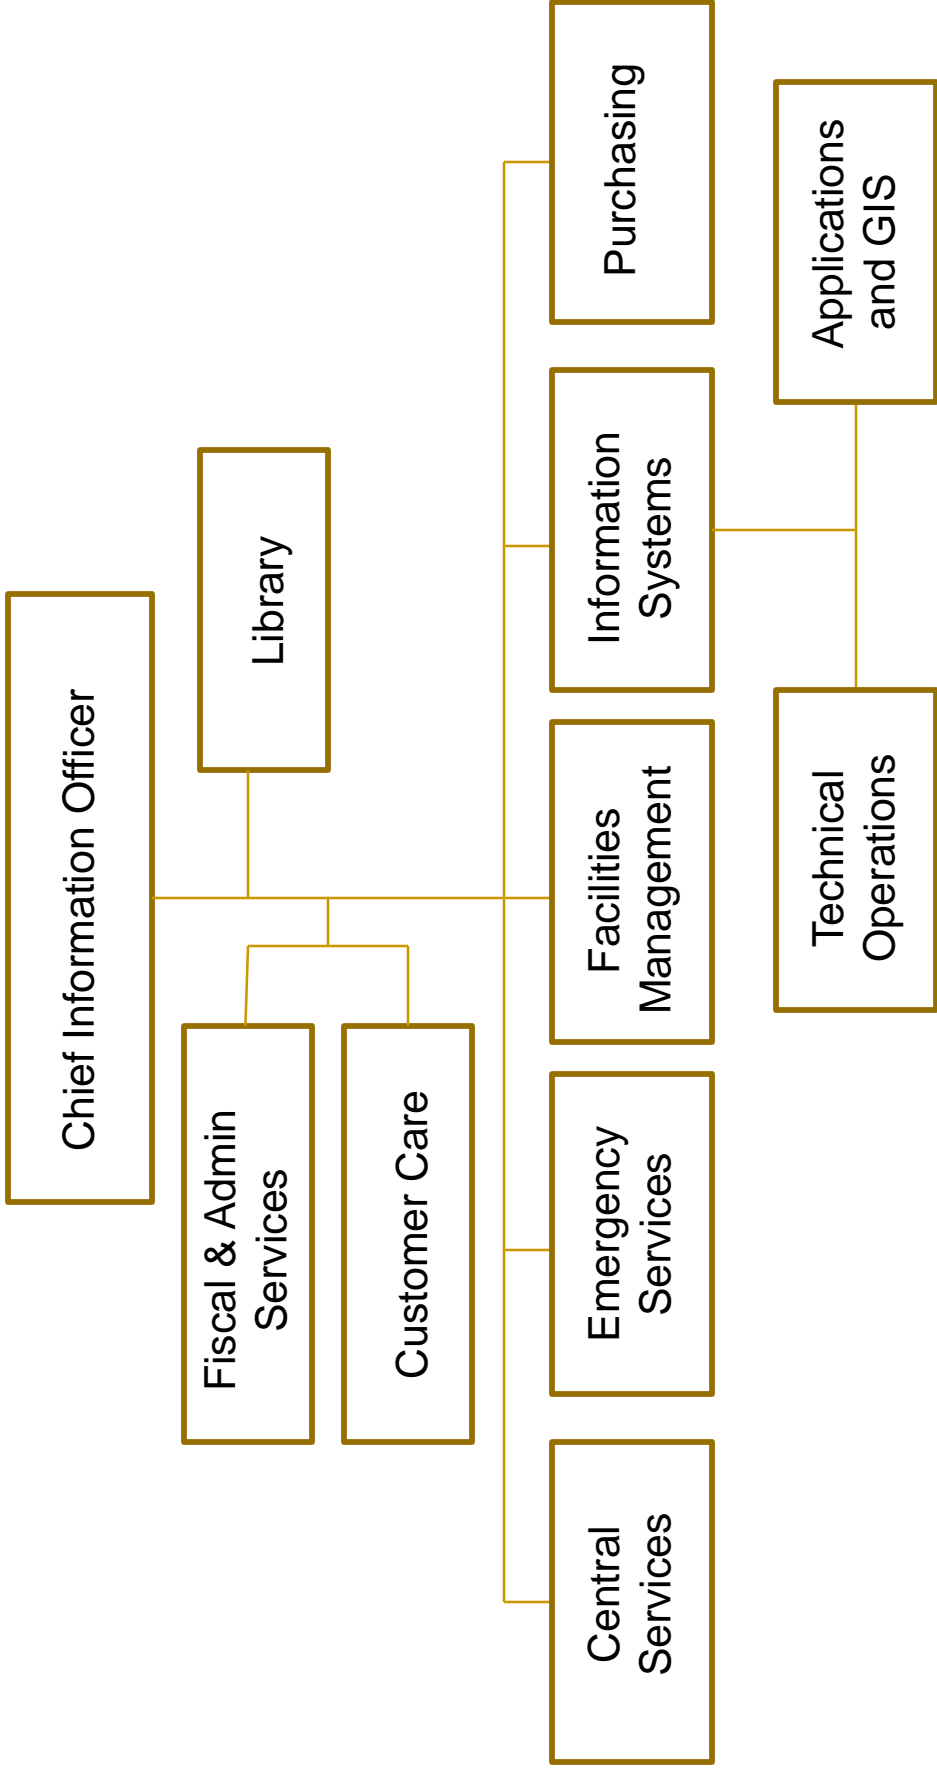 Chief Information Officer
Fiscal & Admin
Services
Library
Customer Care
Central
Services
Emergency
Services
Facilities
Management
Information
Systems
Purchasing
Technical
Operations
Applications
and GIS